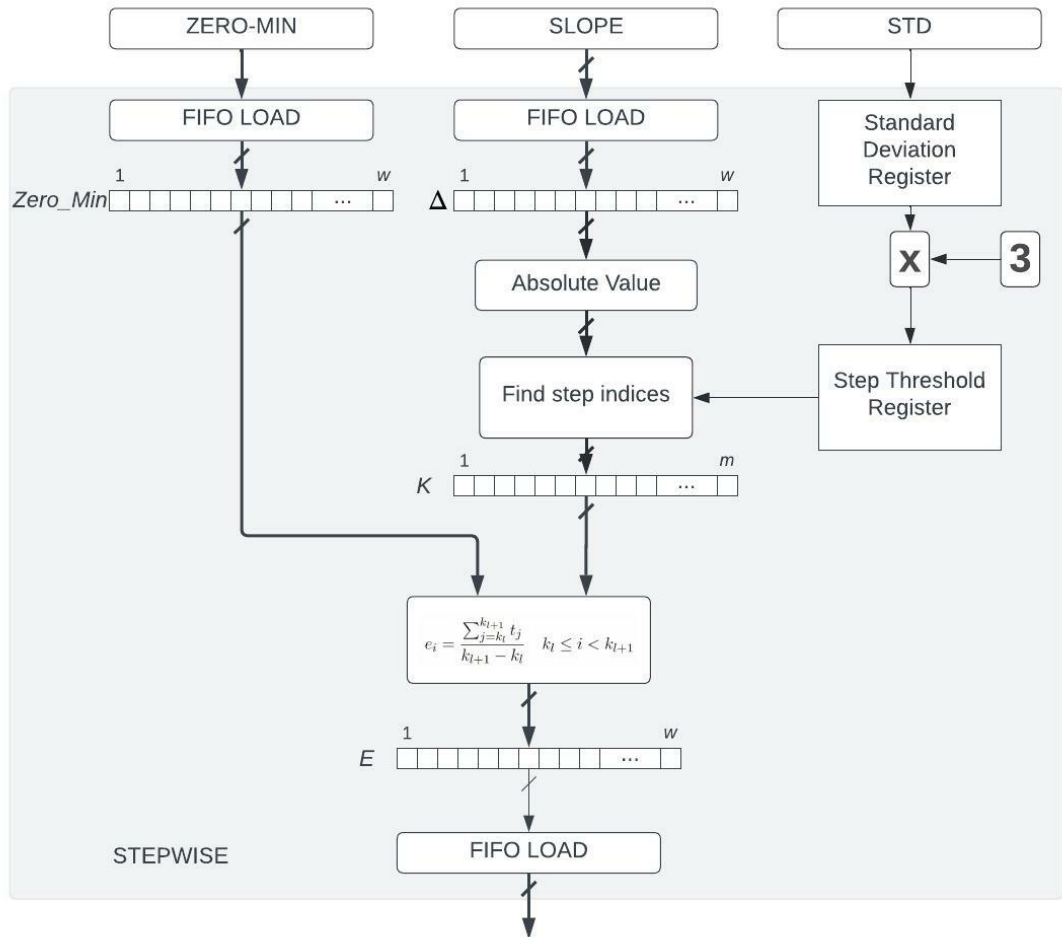 ZERO-MIN
SLOPE
STD
FIFO LOAD
FIFO LOAD
Standard
Deviation
Register
1 w
Zero_Min ...
1 w
Δ ...
x
3
Absolute Value
Find step indices
Step Threshold
Register
1 m
K ...
e_i = \frac{\sum_{j=k_l}^{k_{l+1}} t_j}{k_{l+1} - k_l} k_l ≤ i < k_{l+1}
1 w
E ...
STEPWISE
FIFO LOAD